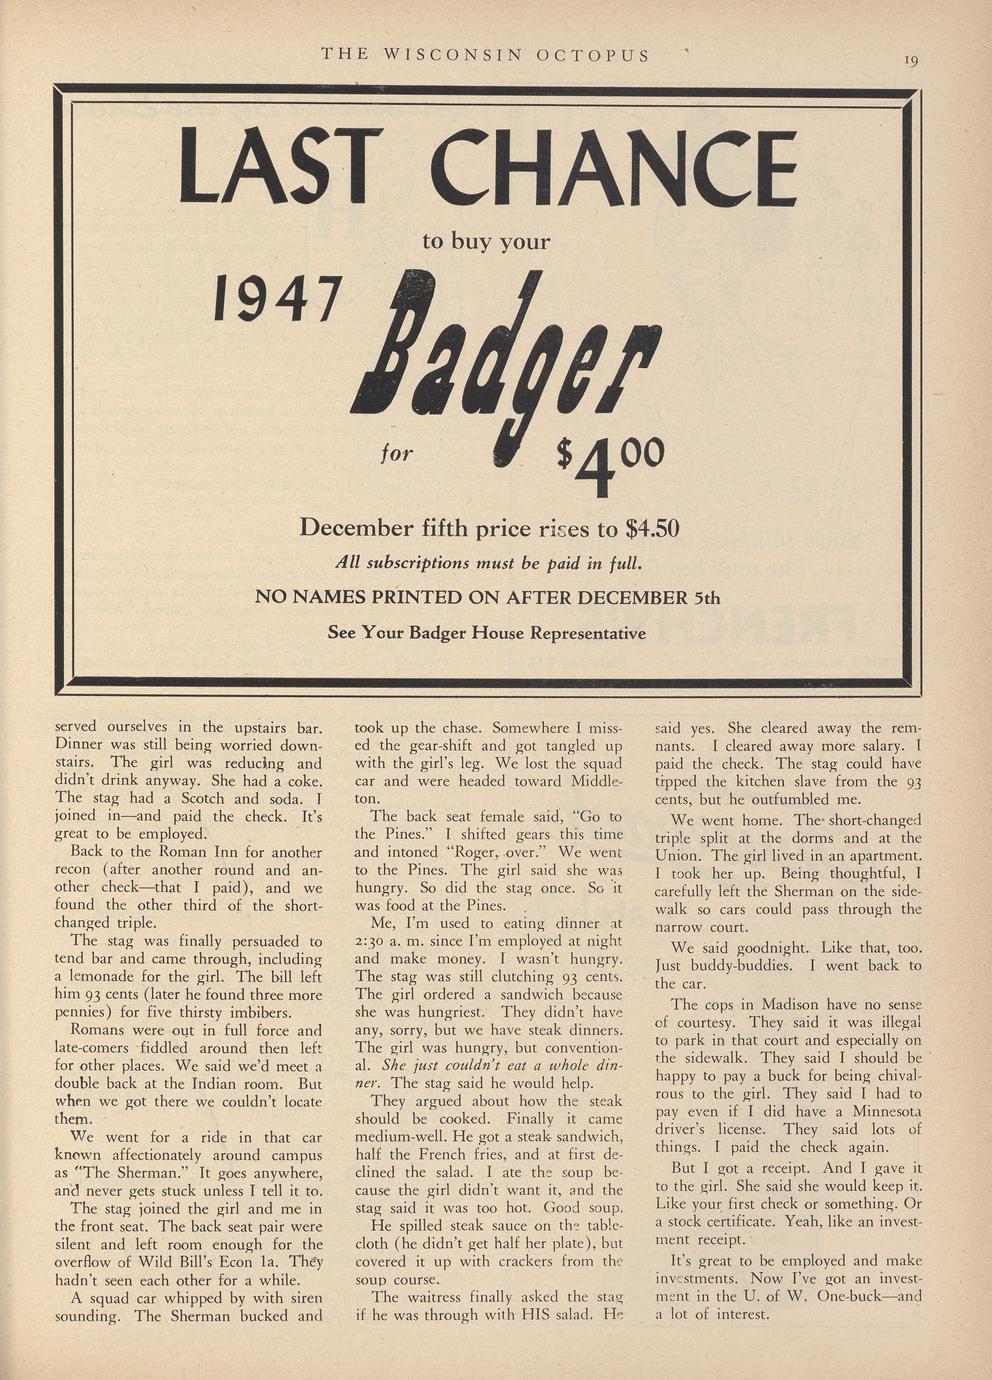 THE WISCONSIN OCTOPUS
19
LAST CHANCE
to buy your
1947 Badger
for $4.00
December fifth price rises to $4.50
All subscriptions must be paid in full.
NO NAMES PRINTED ON AFTER DECEMBER 5th
See Your Badger House Representative
served ourselves in the upstairs bar.
Dinner was still being worried down-
stairs. The girl was reducing and
didn't drink anyway. She had a coke.
The stag had a Scotch and soda. I
joined in—and paid the check. It's
great to be employed.
Back to the Roman Inn for another
recon (after another round and an-
other check—that I paid), and we
found the other third of the short-
changed triple.
The stag was finally persuaded to
tend bar and came through, including
a lemonade for the girl. The bill left
him 93 cents (later he found three more
pennies) for five thirsty imbibers.
Romans were out in full force and
late-comers fiddled around then left
for other places. We said we'd meet a
double back at the Indian room. But
when we got there we couldn't locate
them.
We went for a ride in that car
known affectionately around campus
as "The Sherman." It goes anywhere,
and never gets stuck unless I tell it to.
The stag joined the girl and me in
the front seat. The back seat pair were
silent and left room enough for the
overflow of Wild Bill's Econ 1a. They
hadn't seen each other for a while.
A squad car whipped by with siren
sounding. The Sherman bucked and
took up the chase. Somewhere I miss-
ed the gear-shift and got tangled up
with the girl's leg. We lost the squad
car and were headed toward Middle-
ton.
The back seat female said, "Go to
the Pines." I shifted gears this time
and intoned "Roger, over." We went
to the Pines. The girl said she was
hungry. So did the stag once. So it
was food at the Pines.
Me, I'm used to eating dinner at
2:30 a. m. since I'm employed at night
and make money. I wasn't hungry.
The stag was still clutching 93 cents.
The girl ordered a sandwich because
she was hungriest. They didn't have
any, sorry, but we have steak dinners.
The girl was hungry, but convention-
al. She just couldn't eat a whole din-
ner. The stag said he would help.
They argued about how the steak
should be cooked. Finally it came
medium-well. He got a steak sandwich,
half the French fries, and at first de-
clined the salad. I ate the soup be-
cause the girl didn't want it, and the
stag said it was too hot. Good soup.
He spilled steak sauce on the table-
cloth (he didn't get half her plate), but
covered it up with crackers from the
soup course.
The waitress finally asked the stag
if he was through with HIS salad. He
said yes. She cleared away the rem-
nants. I cleared away more salary. I
paid the check. The stag could have
tipped the kitchen slave from the 93
cents, but he outfumbled me.
We went home. The short-changed
triple split at the dorms and at the
Union. The girl lived in an apartment.
I took her up. Being thoughtful, I
carefully left the Sherman on the side-
walk so cars could pass through the
narrow court.
We said goodnight. Like that, too.
Just buddy-buddies. I went back to
the car.
The cops in Madison have no sense
of courtesy. They said it was illegal
to park in that court and especially on
the sidewalk. They said I should be
happy to pay a buck for being chival-
rous to the girl. They said I had to
pay even if I did have a Minnesota
driver's license. They said lots of
things. I paid the check again.
But I got a receipt. And I gave it
to the girl. She said she would keep it.
Like your first check or something. Or
a stock certificate. Yeah, like an invest-
ment receipt.
It's great to be employed and make
investments. Now I've got an invest-
ment in the U. of W. One-buck—and
a lot of interest.